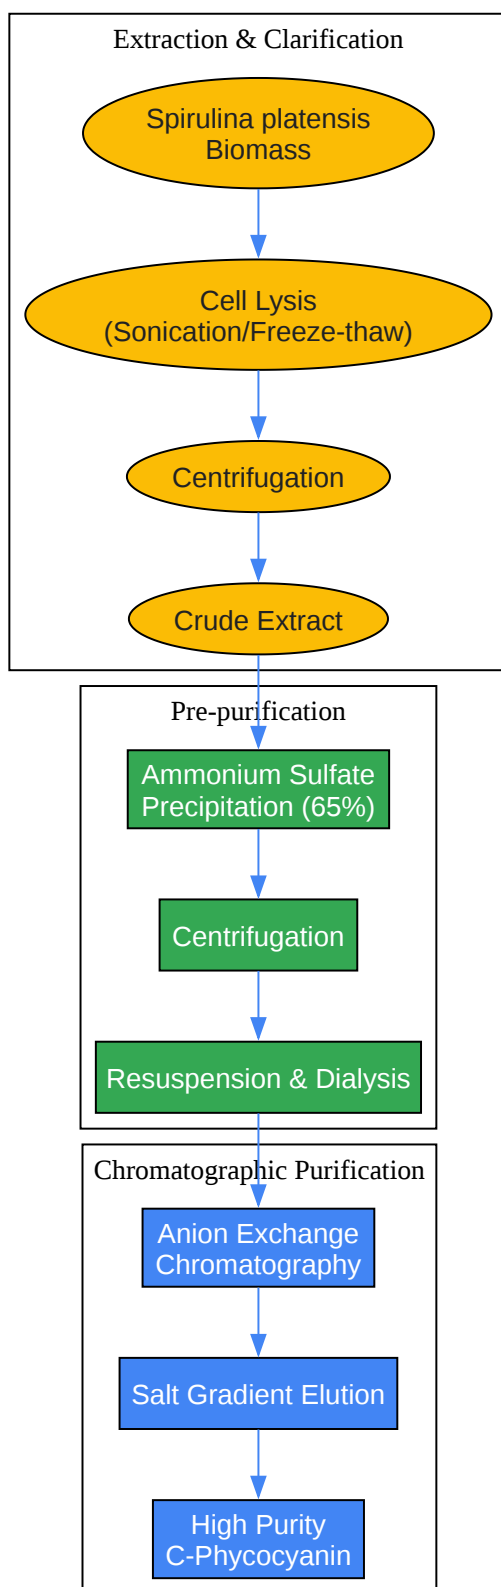 Extraction & Clarification
Spirulina platensis
Biomass
Cell Lysis
(Sonication/Freeze-thaw)
Centrifugation
Crude Extract
Pre-purification
Ammonium Sulfate
Precipitation (65%)
Centrifugation
Resuspension & Dialysis
Chromatographic Purification
Anion Exchange
Chromatography
Salt Gradient Elution
High Purity
C-Phycocyanin